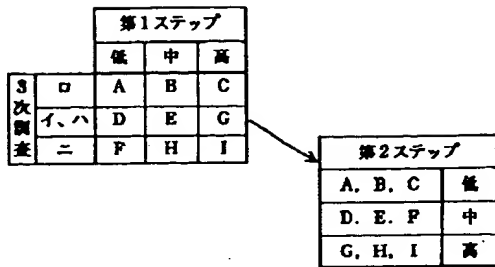 第1ステップ
低 中 高
3次調査
ロ A B C
イ、ハ D E G
ニ F H I
第2ステップ
A, B, C 低
D. E. F 中
G, H, I 高